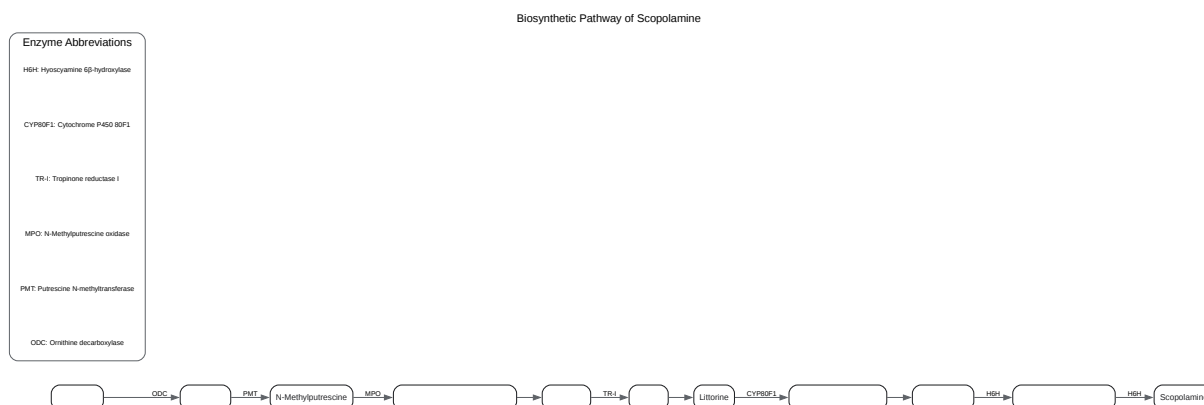 Biosynthetic Pathway of Scopolamine
Enzyme Abbreviations
H6H: Hyoscyamine 6β-hydroxylase
CYP80F1: Cytochrome P450 80F1
TR-I: Tropinone reductase I
MPO: N-Methylputrescine oxidase
PMT: Putrescine N-methyltransferase
ODC: Ornithine decarboxylase
ODC PMT N-Methylputrescine MPO TR-I Littorine CYP80F1 H6H H6H Scopolamin